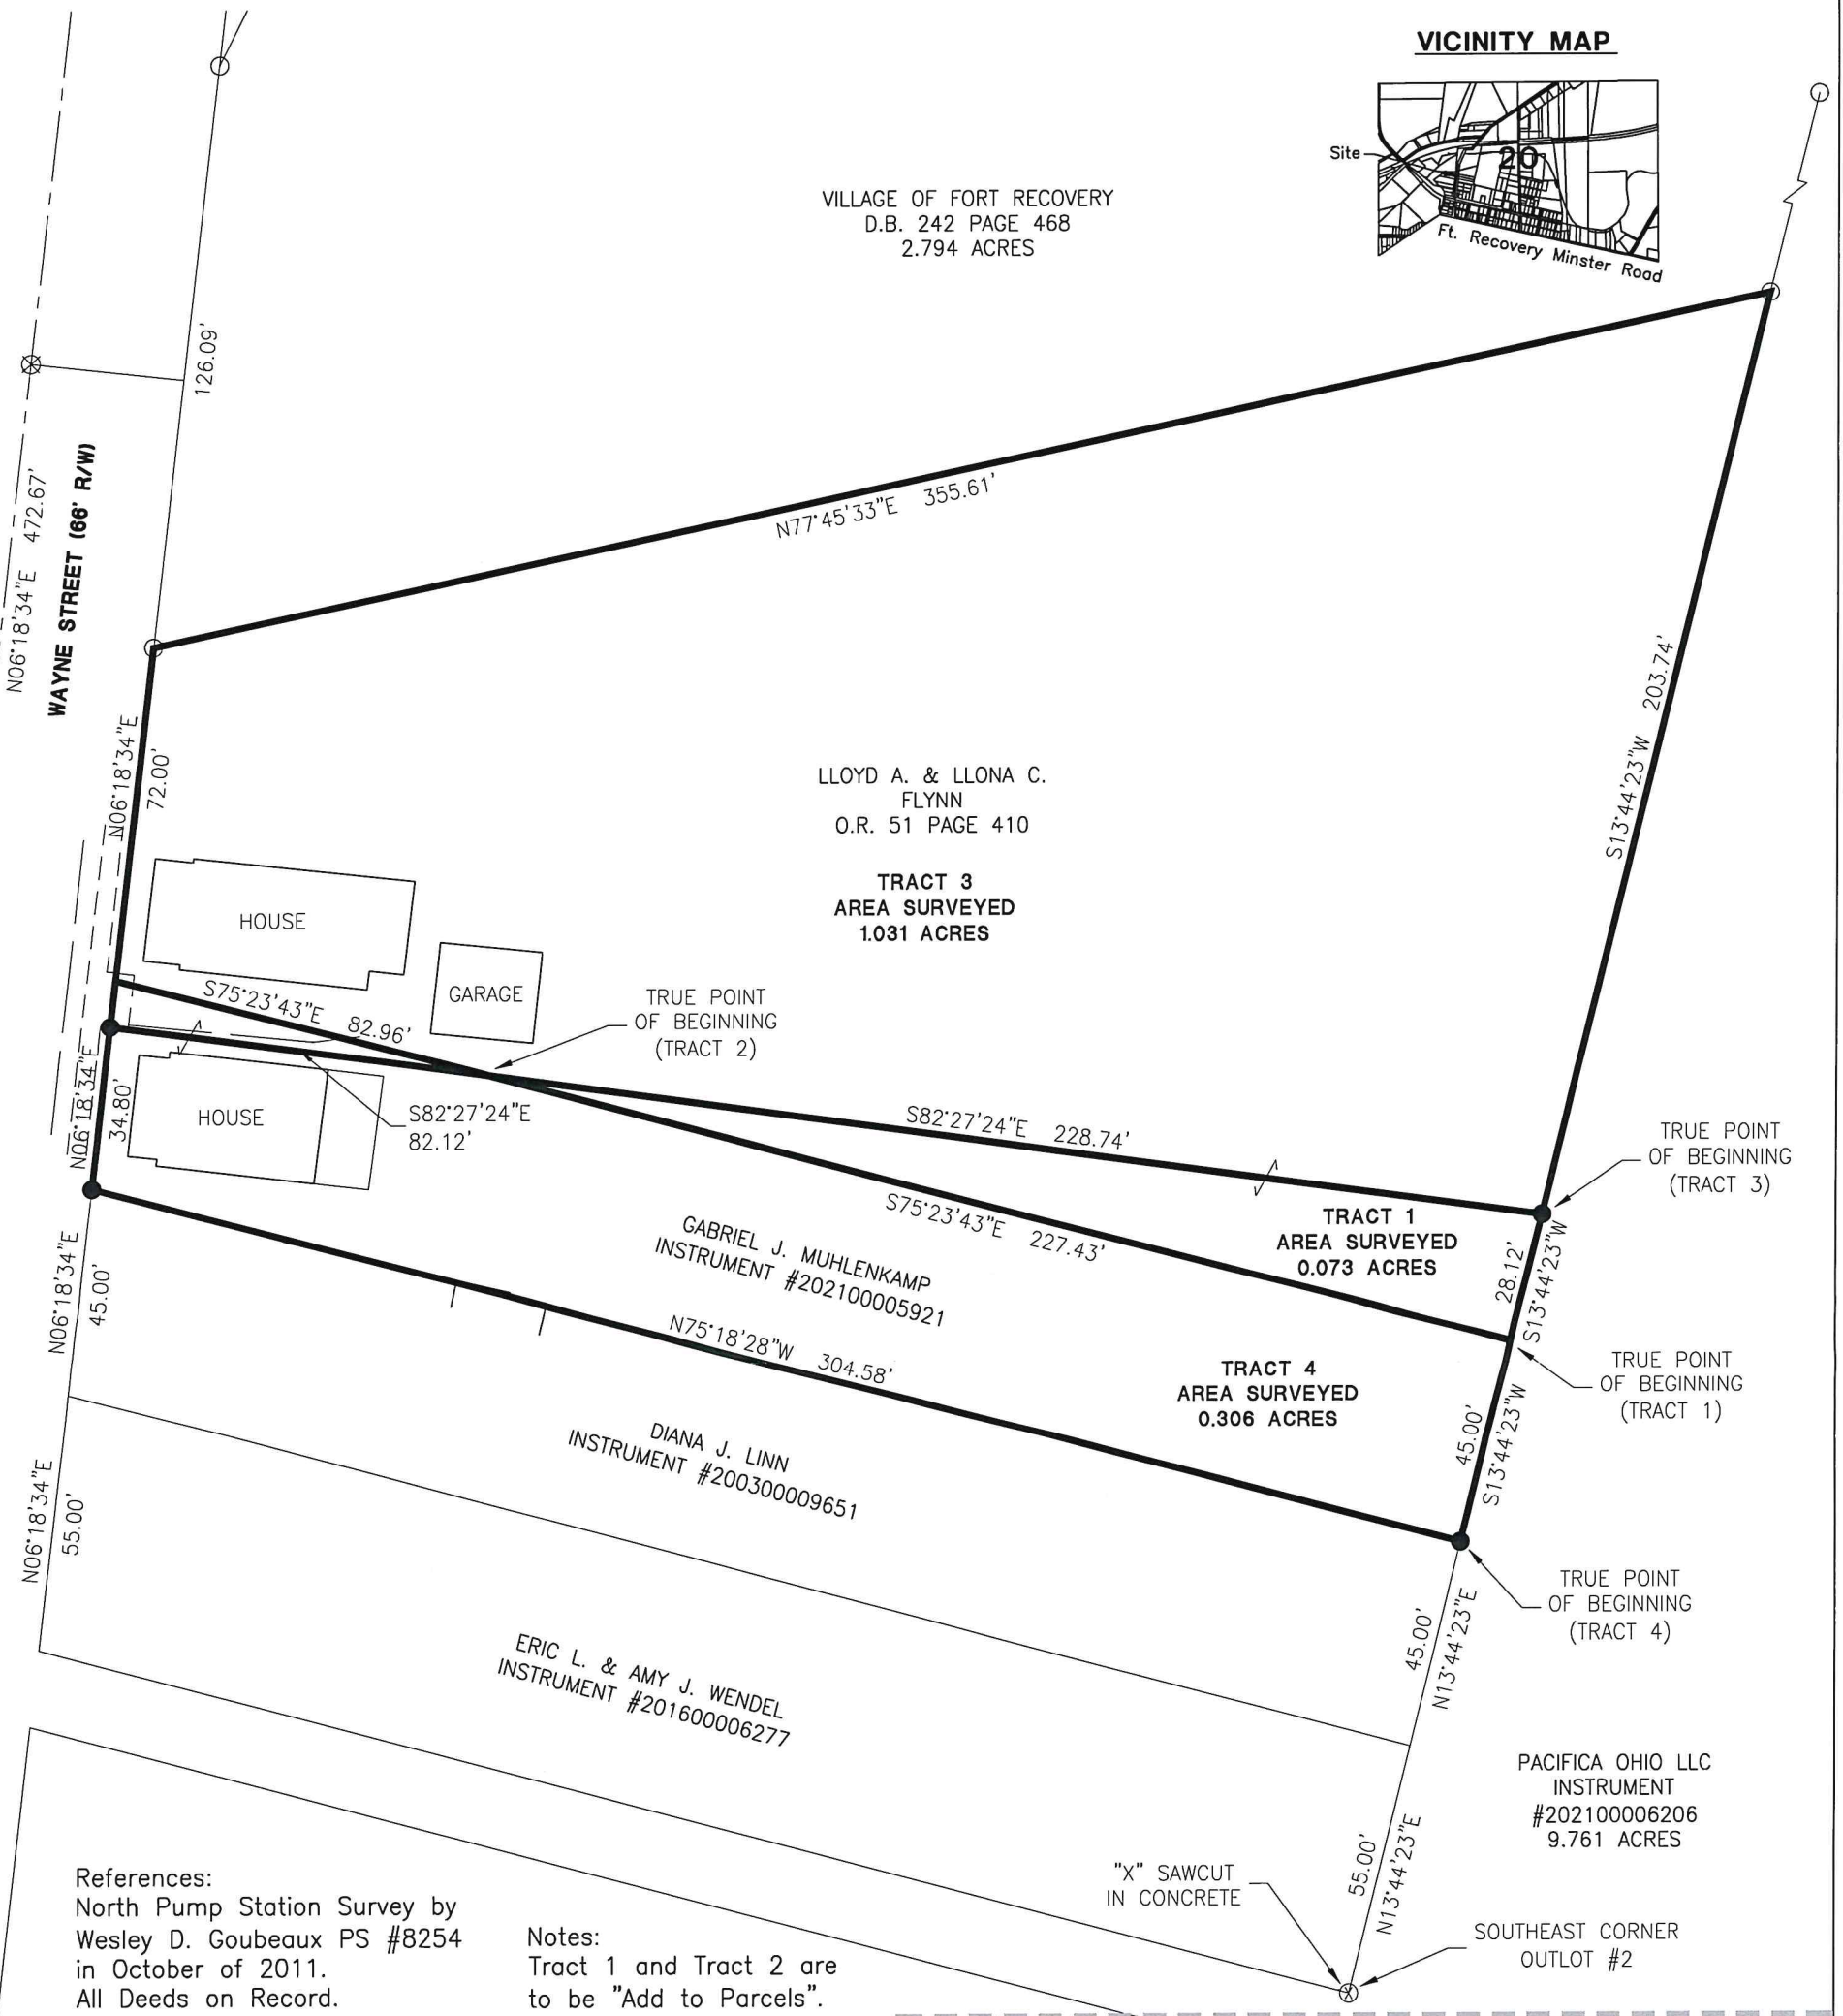 VICINITY MAP
Site
20
Ft. Recovery Minster Road
VILLAGE OF FORT RECOVERY
D.B. 242 PAGE 468
2.794 ACRES
126.09'
N06°18'34"E 472.67'
WAYNE STREET (66' R/W)
N77°45'33"E 355.61'
S13°44'23"W 203.74'
N06°18'34"E
72.00'
LLOYD A. & LLONA C.
FLYNN
O.R. 51 PAGE 410
TRACT 3
AREA SURVEYED
1.031 ACRES
HOUSE
GARAGE
S75°23'43"E 82.96'
TRUE POINT
OF BEGINNING
(TRACT 2)
N06°18'34"E
34.80'
HOUSE
S82°27'24"E
82.12'
S82°27'24"E 228.74'
TRUE POINT
OF BEGINNING
(TRACT 3)
S75°23'43"E 227.43'
TRACT 1
AREA SURVEYED
0.073 ACRES
28.12'
S13°44'23"W
GABRIEL J. MUHLENKAMP
INSTRUMENT #202100005921
N06°18'34"E
45.00'
N75°18'28"W 304.58'
TRACT 4
AREA SURVEYED
0.306 ACRES
45.00'
S13°44'23"W
TRUE POINT
OF BEGINNING
(TRACT 1)
DIANA J. LINN
INSTRUMENT #200300009651
N06°18'34"E
55.00'
TRUE POINT
OF BEGINNING
(TRACT 4)
45.00'
N13°44'23"E
ERIC L. & AMY J. WENDEL
INSTRUMENT #201600006277
PACIFICA OHIO LLC
INSTRUMENT
#202100006206
9.761 ACRES
55.00'
N13°44'23"E
"X" SAWCUT
IN CONCRETE
SOUTHEAST CORNER
OUTLOT #2
References:
North Pump Station Survey by
Wesley D. Goubeaux PS #8254
in October of 2011.
All Deeds on Record.
Notes:
Tract 1 and Tract 2 are
to be "Add to Parcels".